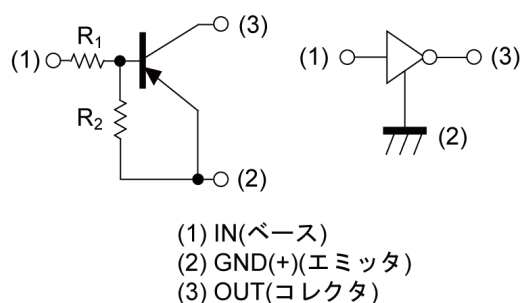 (3)
R₁
(1)
R₂
(2)
(1)
(3)
(2)
(1) IN(ベース)
(2) GND(+)(エミッタ)
(3) OUT(コレクタ)